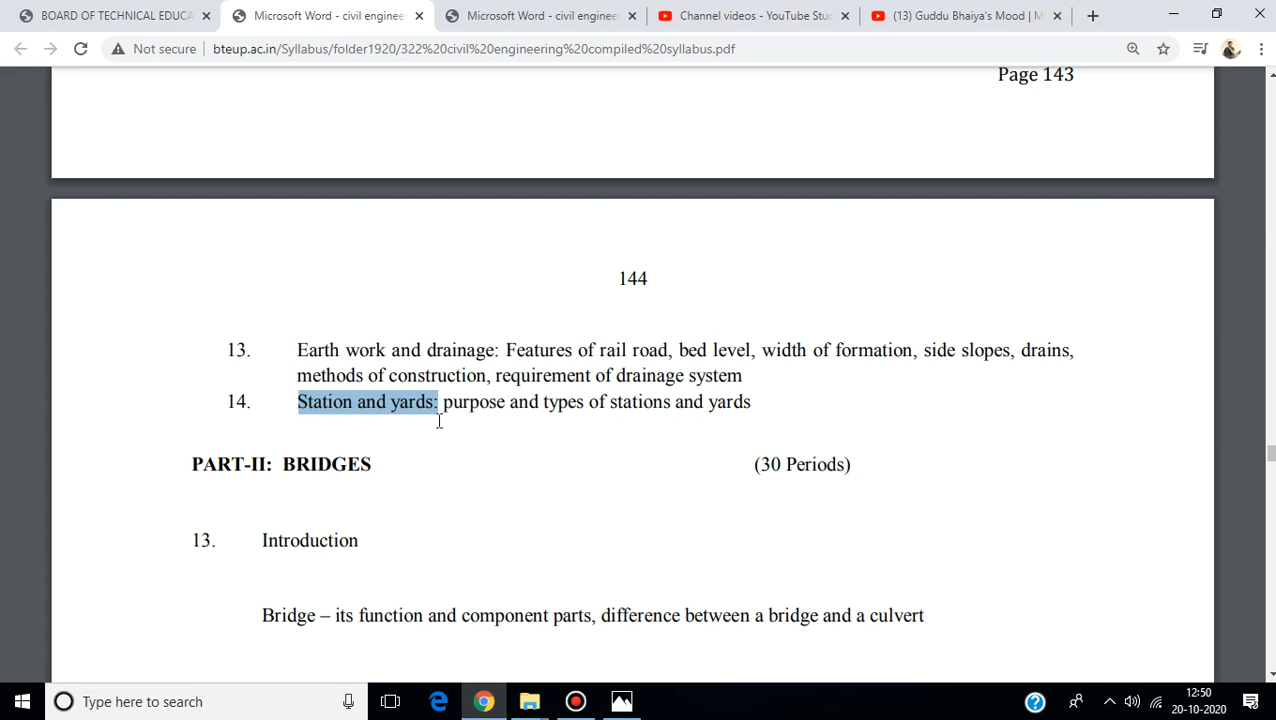 BOARD OF TECHNICAL EDUCA
Microsoft Word - civil enginee
Microsoft Word - civil enginee
Channel videos - YouTube Stu
(13) Guddu Bhaiya's Mood | M
Not secure
bteup.ac.in/Syllabus/folder1920/322%20civil%20engineering%20compiled%20syllabus.pdf
Page 143
144
13. Earth work and drainage: Features of rail road, bed level, width of formation, side slopes, drains,
methods of construction, requirement of drainage system
14. Station and yards: purpose and types of stations and yards
PART-II: BRIDGES (30 Periods)
13. Introduction
Bridge – its function and component parts, difference between a bridge and a culvert
Type here to search
12:50
20-10-2020